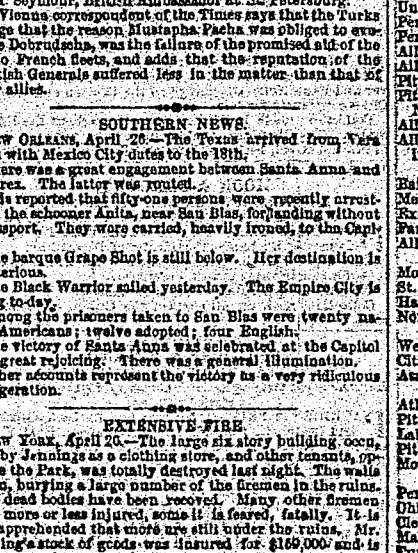 . Seymour, British Ambassador at St. Petersburg.
Vienna correspondent of the Times says that the Turks
ge that the reason Mustapha Pacha was obliged to eva-
e Dobrudscha, was the failure of the promised aid of the
o French fleets, and adds that the reputation of the
ish Generals suffered less in the matter than that of
allies.
SOUTHERN NEWS.
W ORLEANS, April 26.—The Texas arrived from Vera
with Mexico City dates to the 18th.
ere was a great engagement between Santa Anna and
rez. The latter was routed.
is reported that fifty-one persons were recently arrest-
the schooner Anita, near San Blas, for landing without
ssport. They were carried, heavily ironed, to the Capi-
e barque Grape Shot is still below. Her destination is
erious.
e Black Warrior sailed yesterday. The Empire City is
g to-day.
mong the prisoners taken to San Blas were twenty na-
Americans; twelve adopted; four English.
e victory of Santa Anna was celebrated at the Capitol
great rejoicing. There was a general illumination.
her accounts represent the victory as a very ridiculous
geration.
EXTENSIVE FIRE.
W YORK, April 26.—The large six story building occu-
by Jennings as a clothing store, and other tenants, op-
e the Park, was totally destroyed last night. The walls
n, burying a large number of the firemen in the ruins.
dead bodies have been recoved. Many other firemen
more or less injured, some it is feared, fatally. It is
apprehended that more are still under the ruins. Mr.
ing's stock of goods was insured for $169,000 and is